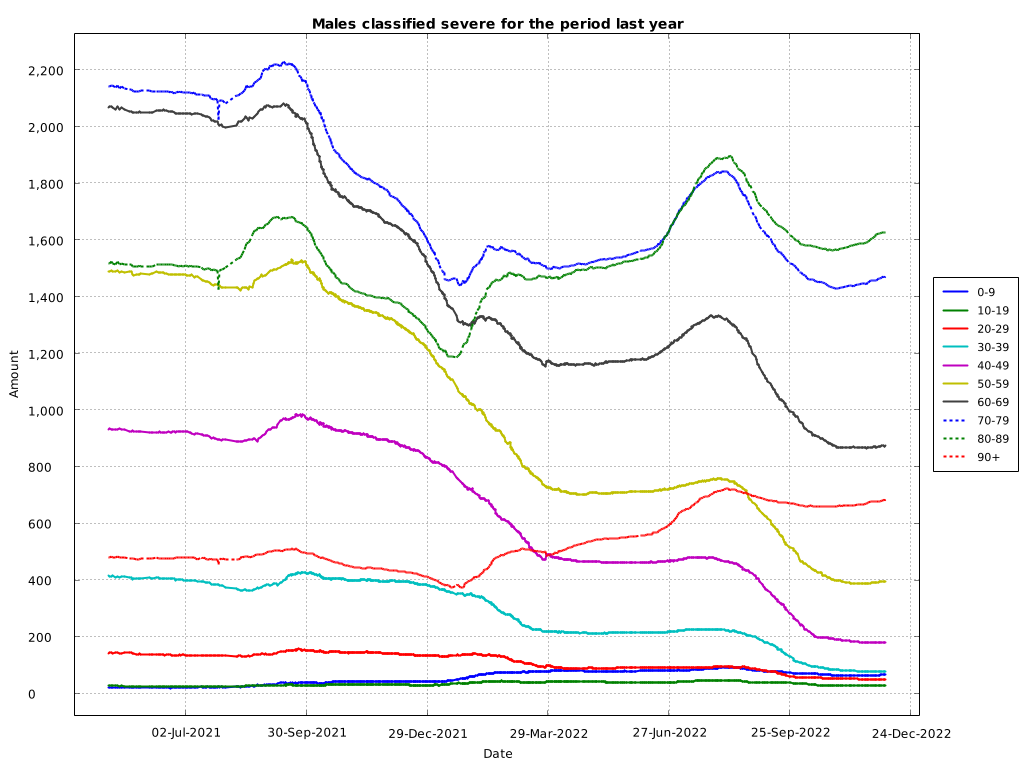 Males classified severe for the period last year
2,200
2,000
1,800
1,600
1,400
1,200
1,000
800
600
400
200
0
Amount
02-Jul-2021
30-Sep-2021
29-Dec-2021
29-Mar-2022
27-Jun-2022
25-Sep-2022
24-Dec-2022
Date
0-9
10-19
20-29
30-39
40-49
50-59
60-69
70-79
80-89
90+